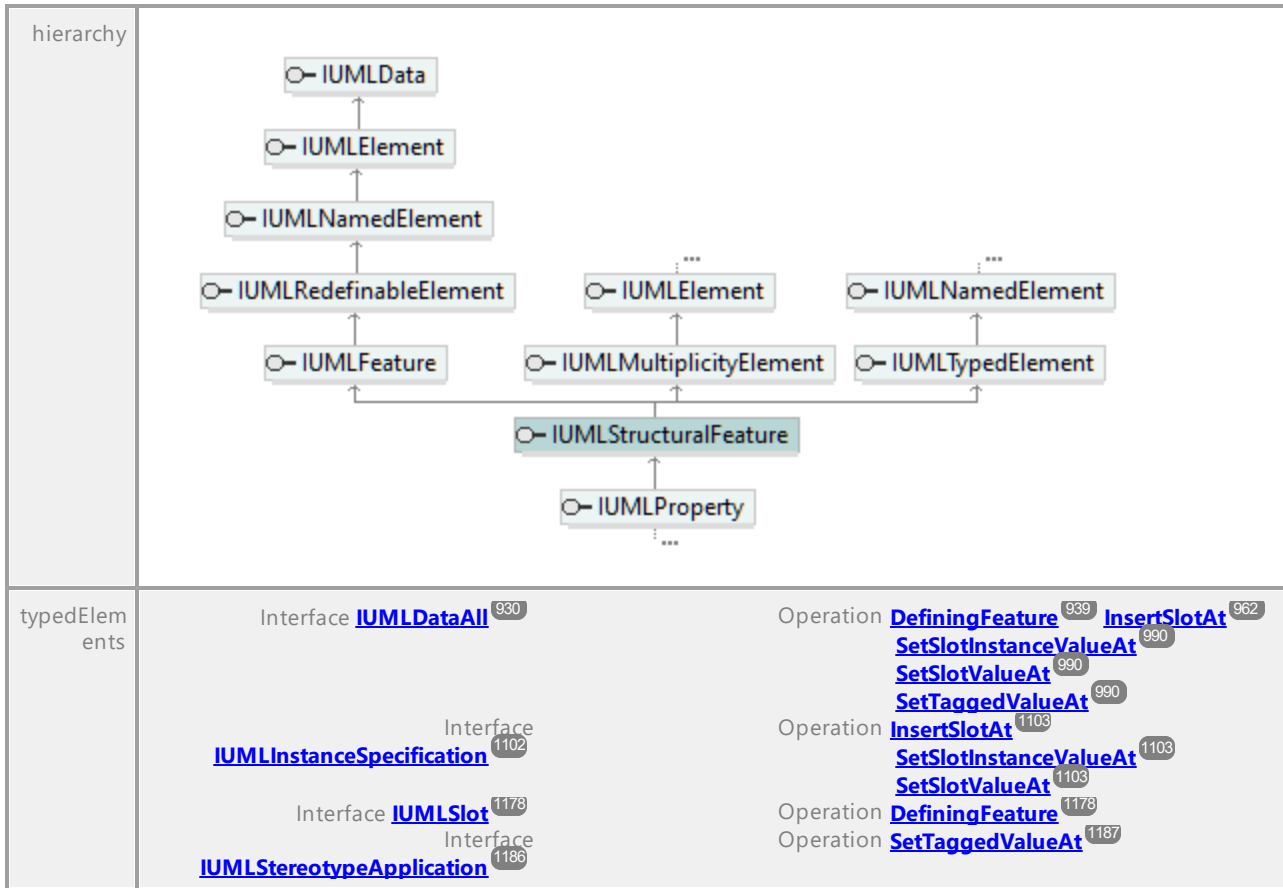 hierarchy
IUMLData
IUMLElement
IUMLNamedElement
... ...
IUMLRedefinableElement IUMLElement IUMLNamedElement
IUMLFeature IUMLMultiplicityElement IUMLTypedElement
IUMLStructuralFeature
IUMLProperty
...
typedElem
ents
Interface IUMLDataAll 930 Operation DefiningFeature 939 InsertSlotAt 962
SetSlotInstanceValueAt 990
SetSlotValueAt 990
SetTaggedValueAt 990
Interface Operation InsertSlotAt 1103
IUMLInstanceSpecification 1102 SetSlotInstanceValueAt 1103
SetSlotValueAt 1103
Interface IUMLSlot 1178 Operation DefiningFeature 1178
Interface Operation SetTaggedValueAt 1187
IUMLStereotypeApplication 1186